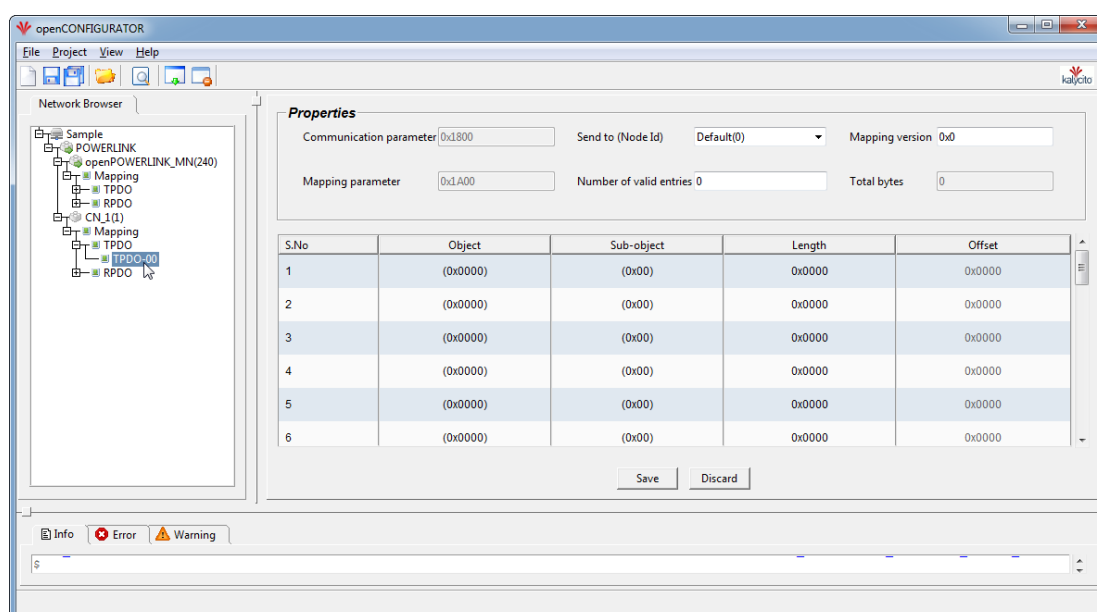 openCONFIGURATOR
File Project View Help
kalycito
Network Browser
Sample
POWERLINK
openPOWERLINK_MN(240)
Mapping
TPDO
RPDO
CN_1(1)
Mapping
TPDO
TPDO-00
RPDO
Properties
Communication parameter 0x1800 Send to (Node Id) Default(0) Mapping version 0x0
Mapping parameter 0x1A00 Number of valid entries 0 Total bytes 0
S.No Object Sub-object Length Offset
1 (0x0000) (0x00) 0x0000 0x0000
2 (0x0000) (0x00) 0x0000 0x0000
3 (0x0000) (0x00) 0x0000 0x0000
4 (0x0000) (0x00) 0x0000 0x0000
5 (0x0000) (0x00) 0x0000 0x0000
6 (0x0000) (0x00) 0x0000 0x0000
Save Discard
Info Error Warning
$